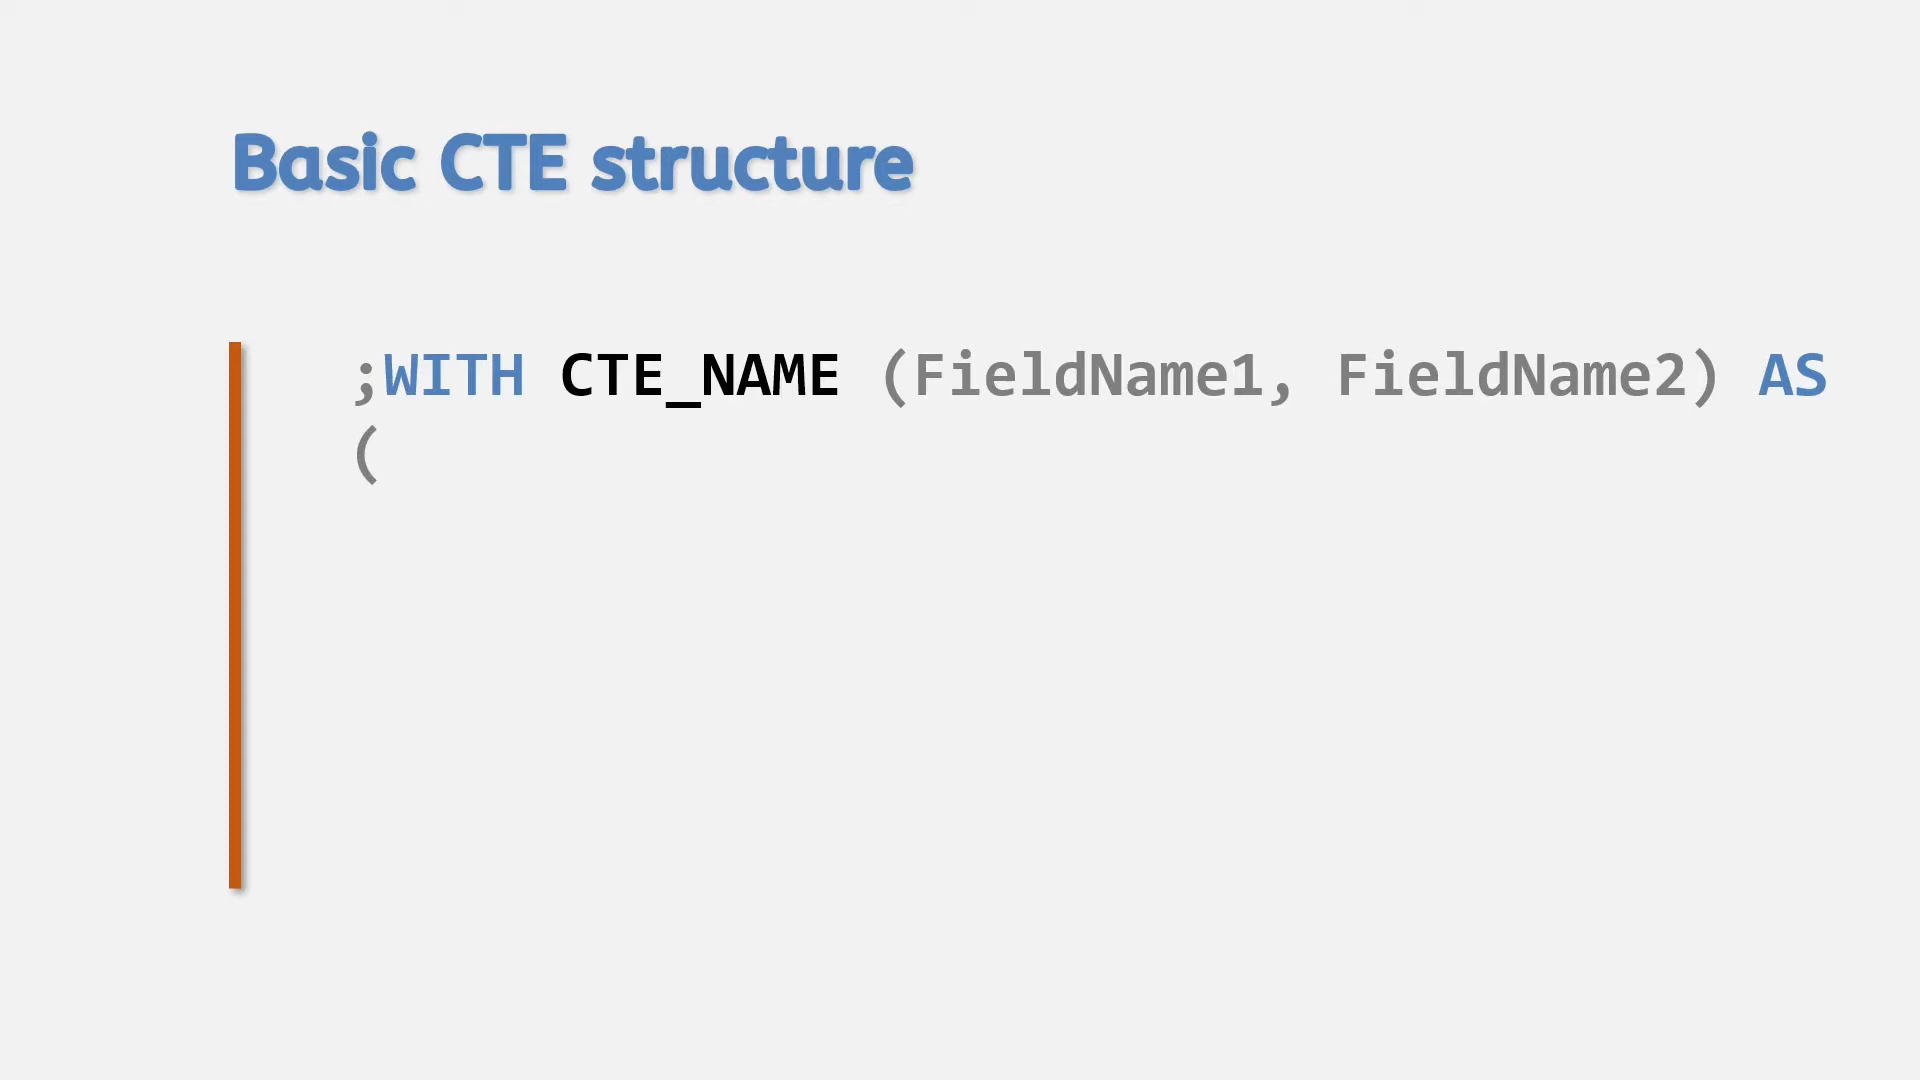 Basic CTE structure
;WITH CTE_NAME (FieldName1, FieldName2) AS
(